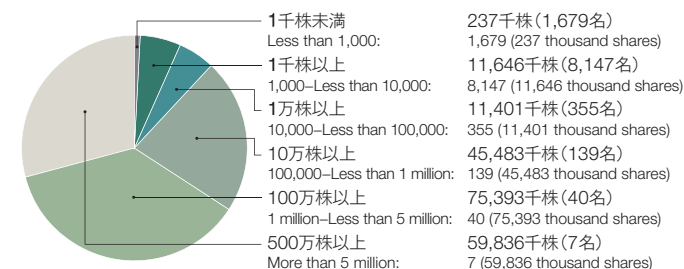 1千株未満 237千株（1,679名）
Less than 1,000: 1,679 (237 thousand shares)
1千株以上 11,646千株（8,147名）
1,000–Less than 10,000: 8,147 (11,646 thousand shares)
1万株以上 11,401千株（355名）
10,000–Less than 100,000: 355 (11,401 thousand shares)
10万株以上 45,483千株（139名）
100,000–Less than 1 million: 139 (45,483 thousand shares)
100万株以上 75,393千株（40名）
1 million–Less than 5 million: 40 (75,393 thousand shares)
500万株以上 59,836千株（7名）
More than 5 million: 7 (59,836 thousand shares)